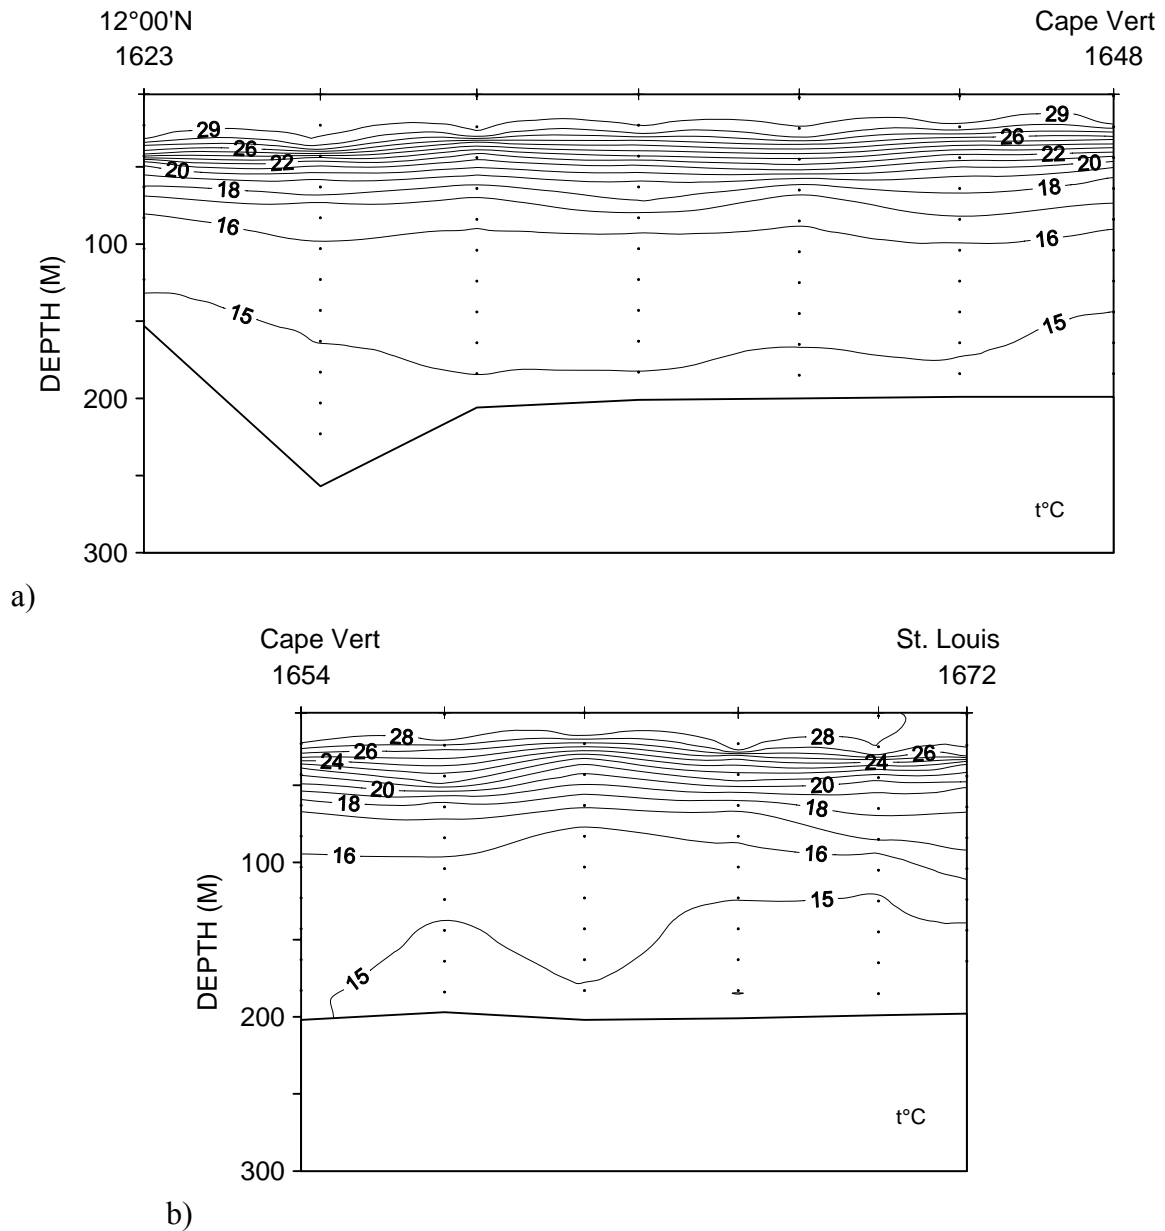 12°00'N Cape Vert
1623 1648
29 29
26 26
22 22
20 20
18 18
16 16
100
15 15
DEPTH (M)
200
t°C
300
a)
Cape Vert St. Louis
1654 1672
28 28
26 26
24 24
20 20
18 18
16 16
100
15 15
DEPTH (M)
200
t°C
300
b)